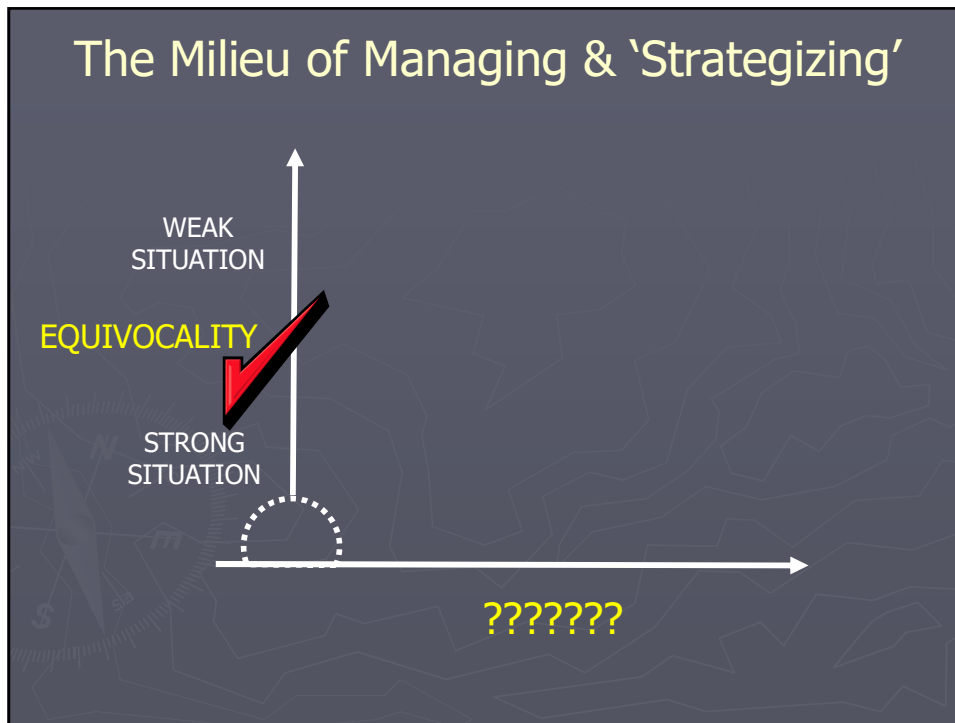 The Milieu of Managing & ‘Strategizing’
WEAK
SITUATION
EQUIVOCALITY
STRONG
SITUATION
???????
N
S